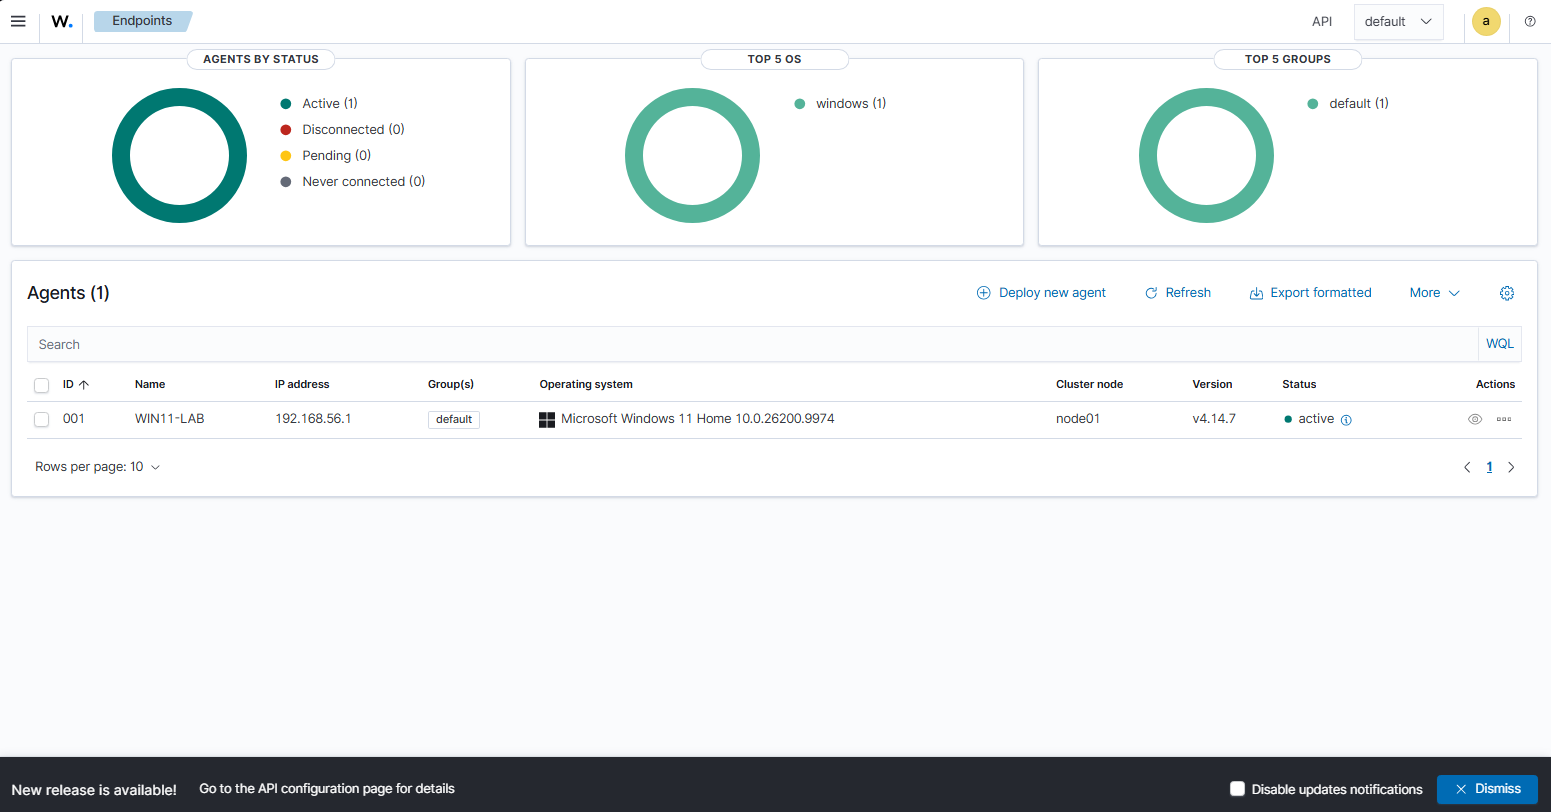 W. Endpoints API default a
AGENTS BY STATUS
Active (1)
Disconnected (0)
Pending (0)
Never connected (0)
TOP 5 OS
windows (1)
TOP 5 GROUPS
default (1)
Agents (1) Deploy new agent Refresh Export formatted More
Search WQL
ID Name IP address Group(s) Operating system Cluster node Version Status Actions
001 WIN11-LAB 192.168.56.1 default Microsoft Windows 11 Home 10.0.26200.9974 node01 v4.14.7 active
Rows per page: 10 1
New release is available! Go to the API configuration page for details Disable updates notifications Dismiss